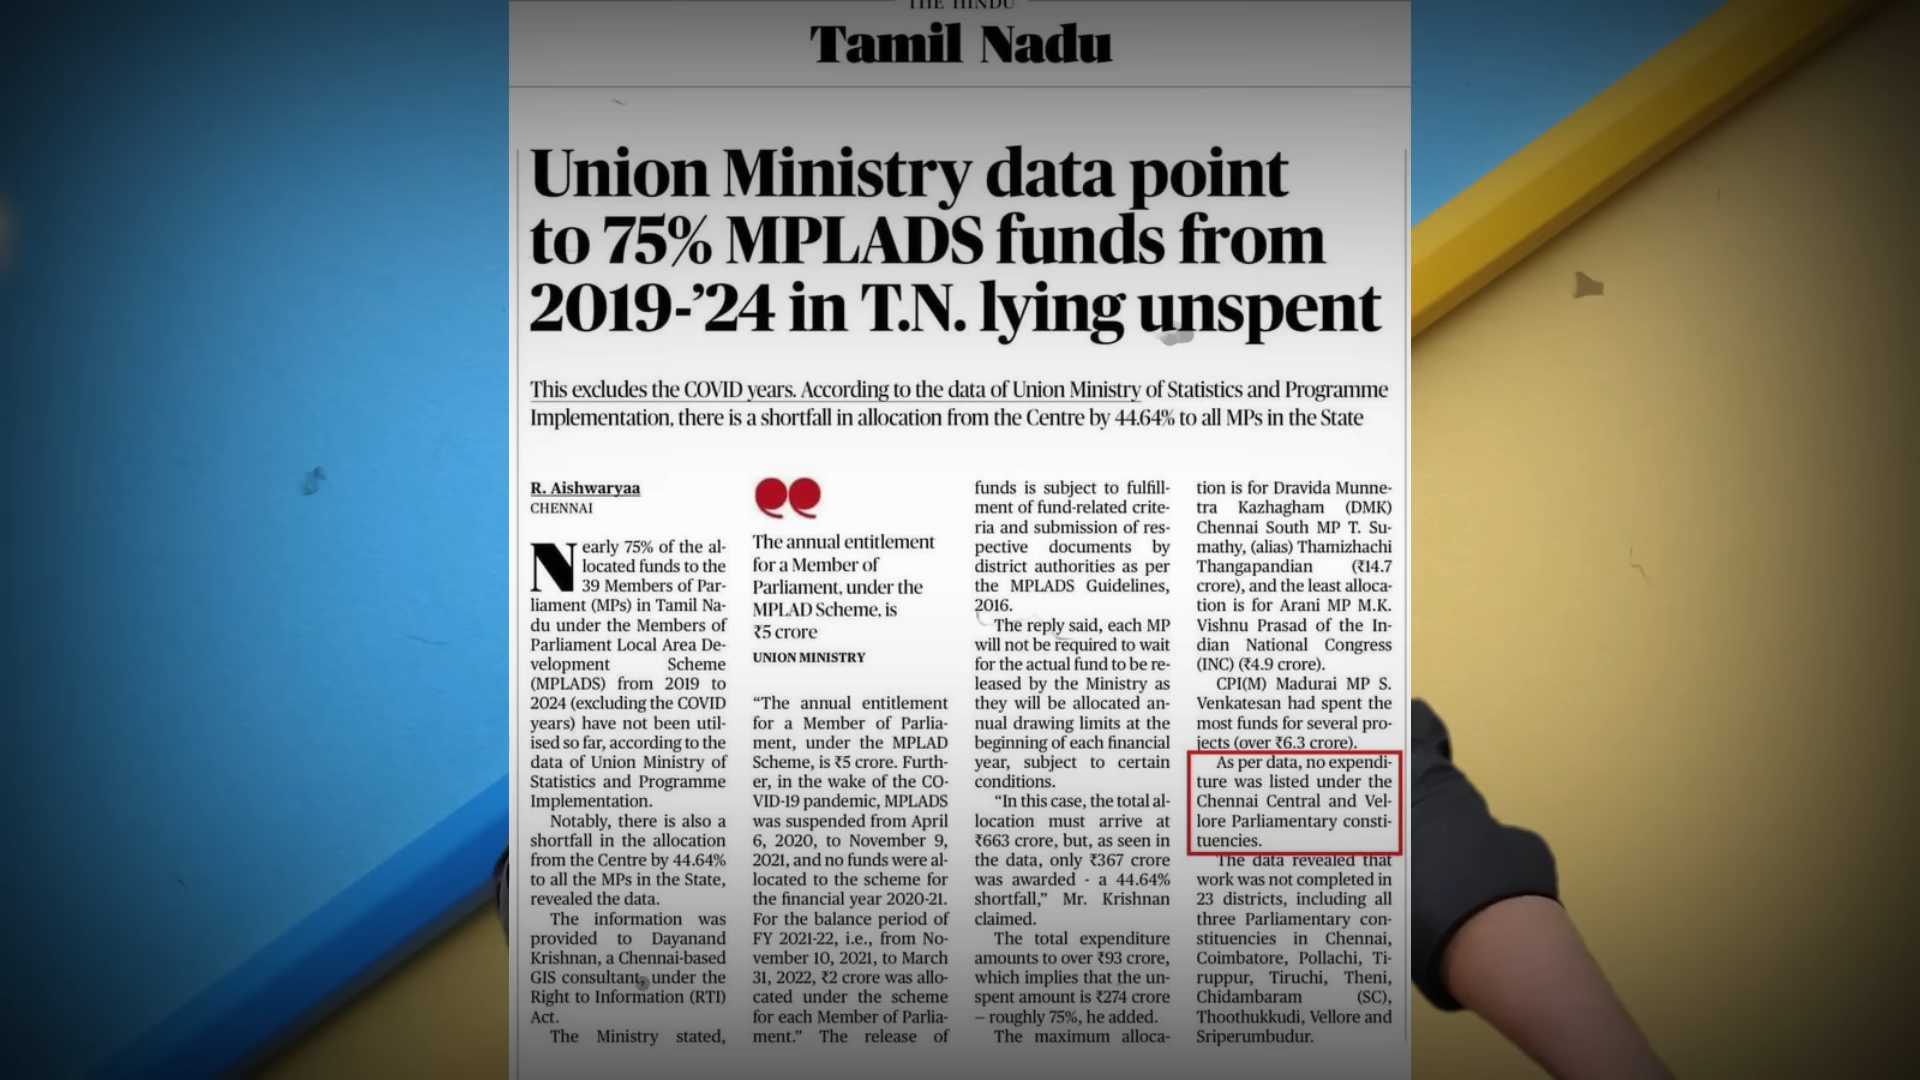 THE HINDU
Tamil Nadu
Union Ministry data point
to 75% MPLADS funds from
2019-’24 in T.N. lying unspent
This excludes the COVID years. According to the data of Union Ministry of Statistics and Programme
Implementation, there is a shortfall in allocation from the Centre by 44.64% to all MPs in the State
R. Aishwaryaa
CHENNAI
Nearly 75% of the al-
located funds to the
39 Members of Par-
liament (MPs) in Tamil Na-
du under the Members of
Parliament Local Area De-
velopment Scheme
(MPLADS) from 2019 to
2024 (excluding the COVID
years) have not been util-
ised so far, according to the
data of Union Ministry of
Statistics and Programme
Implementation.
Notably, there is also a
shortfall in the allocation
from the Centre by 44.64%
to all the MPs in the State,
revealed the data.
The information was
provided to Dayanand
Krishnan, a Chennai-based
GIS consultant, under the
Right to Information (RTI)
Act.
The Ministry stated,
The annual entitlement
for a Member of
Parliament, under the
MPLAD Scheme, is
₹5 crore
UNION MINISTRY
“The annual entitlement
for a Member of Parlia-
ment, under the MPLAD
Scheme, is ₹5 crore. Furth-
er, in the wake of the CO-
VID-19 pandemic, MPLADS
was suspended from April
6, 2020, to November 9,
2021, and no funds were al-
located to the scheme for
the financial year 2020-21.
For the balance period of
FY 2021-22, i.e., from No-
vember 10, 2021, to March
31, 2022, ₹2 crore was allo-
cated under the scheme
for each Member of Parlia-
ment.” The release of
funds is subject to fulfill-
ment of fund-related crite-
ria and submission of res-
pective documents by
district authorities as per
the MPLADS Guidelines,
2016.
The reply said, each MP
will not be required to wait
for the actual fund to be re-
leased by the Ministry as
they will be allocated an-
nual drawing limits at the
beginning of each financial
year, subject to certain
conditions.
“In this case, the total al-
location must arrive at
₹663 crore, but, as seen in
the data, only ₹367 crore
was awarded - a 44.64%
shortfall,” Mr. Krishnan
claimed.
The total expenditure
amounts to over ₹93 crore,
which implies that the un-
spent amount is ₹274 crore
– roughly 75%, he added.
The maximum alloca-
tion is for Dravida Munne-
tra Kazhagham (DMK)
Chennai South MP T. Su-
mathy, (alias) Thamizhachi
Thangapandian (₹14.7
crore), and the least alloca-
tion is for Arani MP M.K.
Vishnu Prasad of the In-
dian National Congress
(INC) (₹4.9 crore).
CPI(M) Madurai MP S.
Venkatesan had spent the
most funds for several pro-
jects (over ₹6.3 crore).
As per data, no expendi-
ture was listed under the
Chennai Central and Vel-
lore Parliamentary consti-
tuencies.
The data revealed that
work was not completed in
23 districts, including all
three Parliamentary con-
stituencies in Chennai,
Coimbatore, Pollachi, Ti-
ruppur, Tiruchi, Theni,
Chidambaram (SC),
Thoothukkudi, Vellore and
Sriperumbudur.